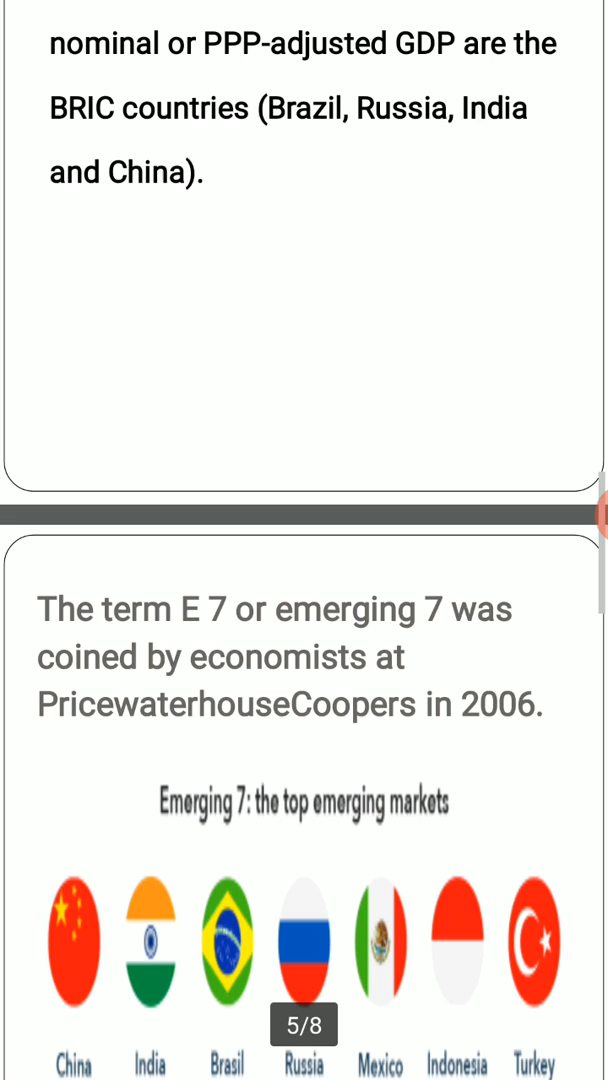 nominal or PPP-adjusted GDP are the
BRIC countries (Brazil, Russia, India
and China).
The term E 7 or emerging 7 was
coined by economists at
PricewaterhouseCoopers in 2006.
Emerging 7: the top emerging markets
5/8
China India Brasil Russia Mexico Indonesia Turkey